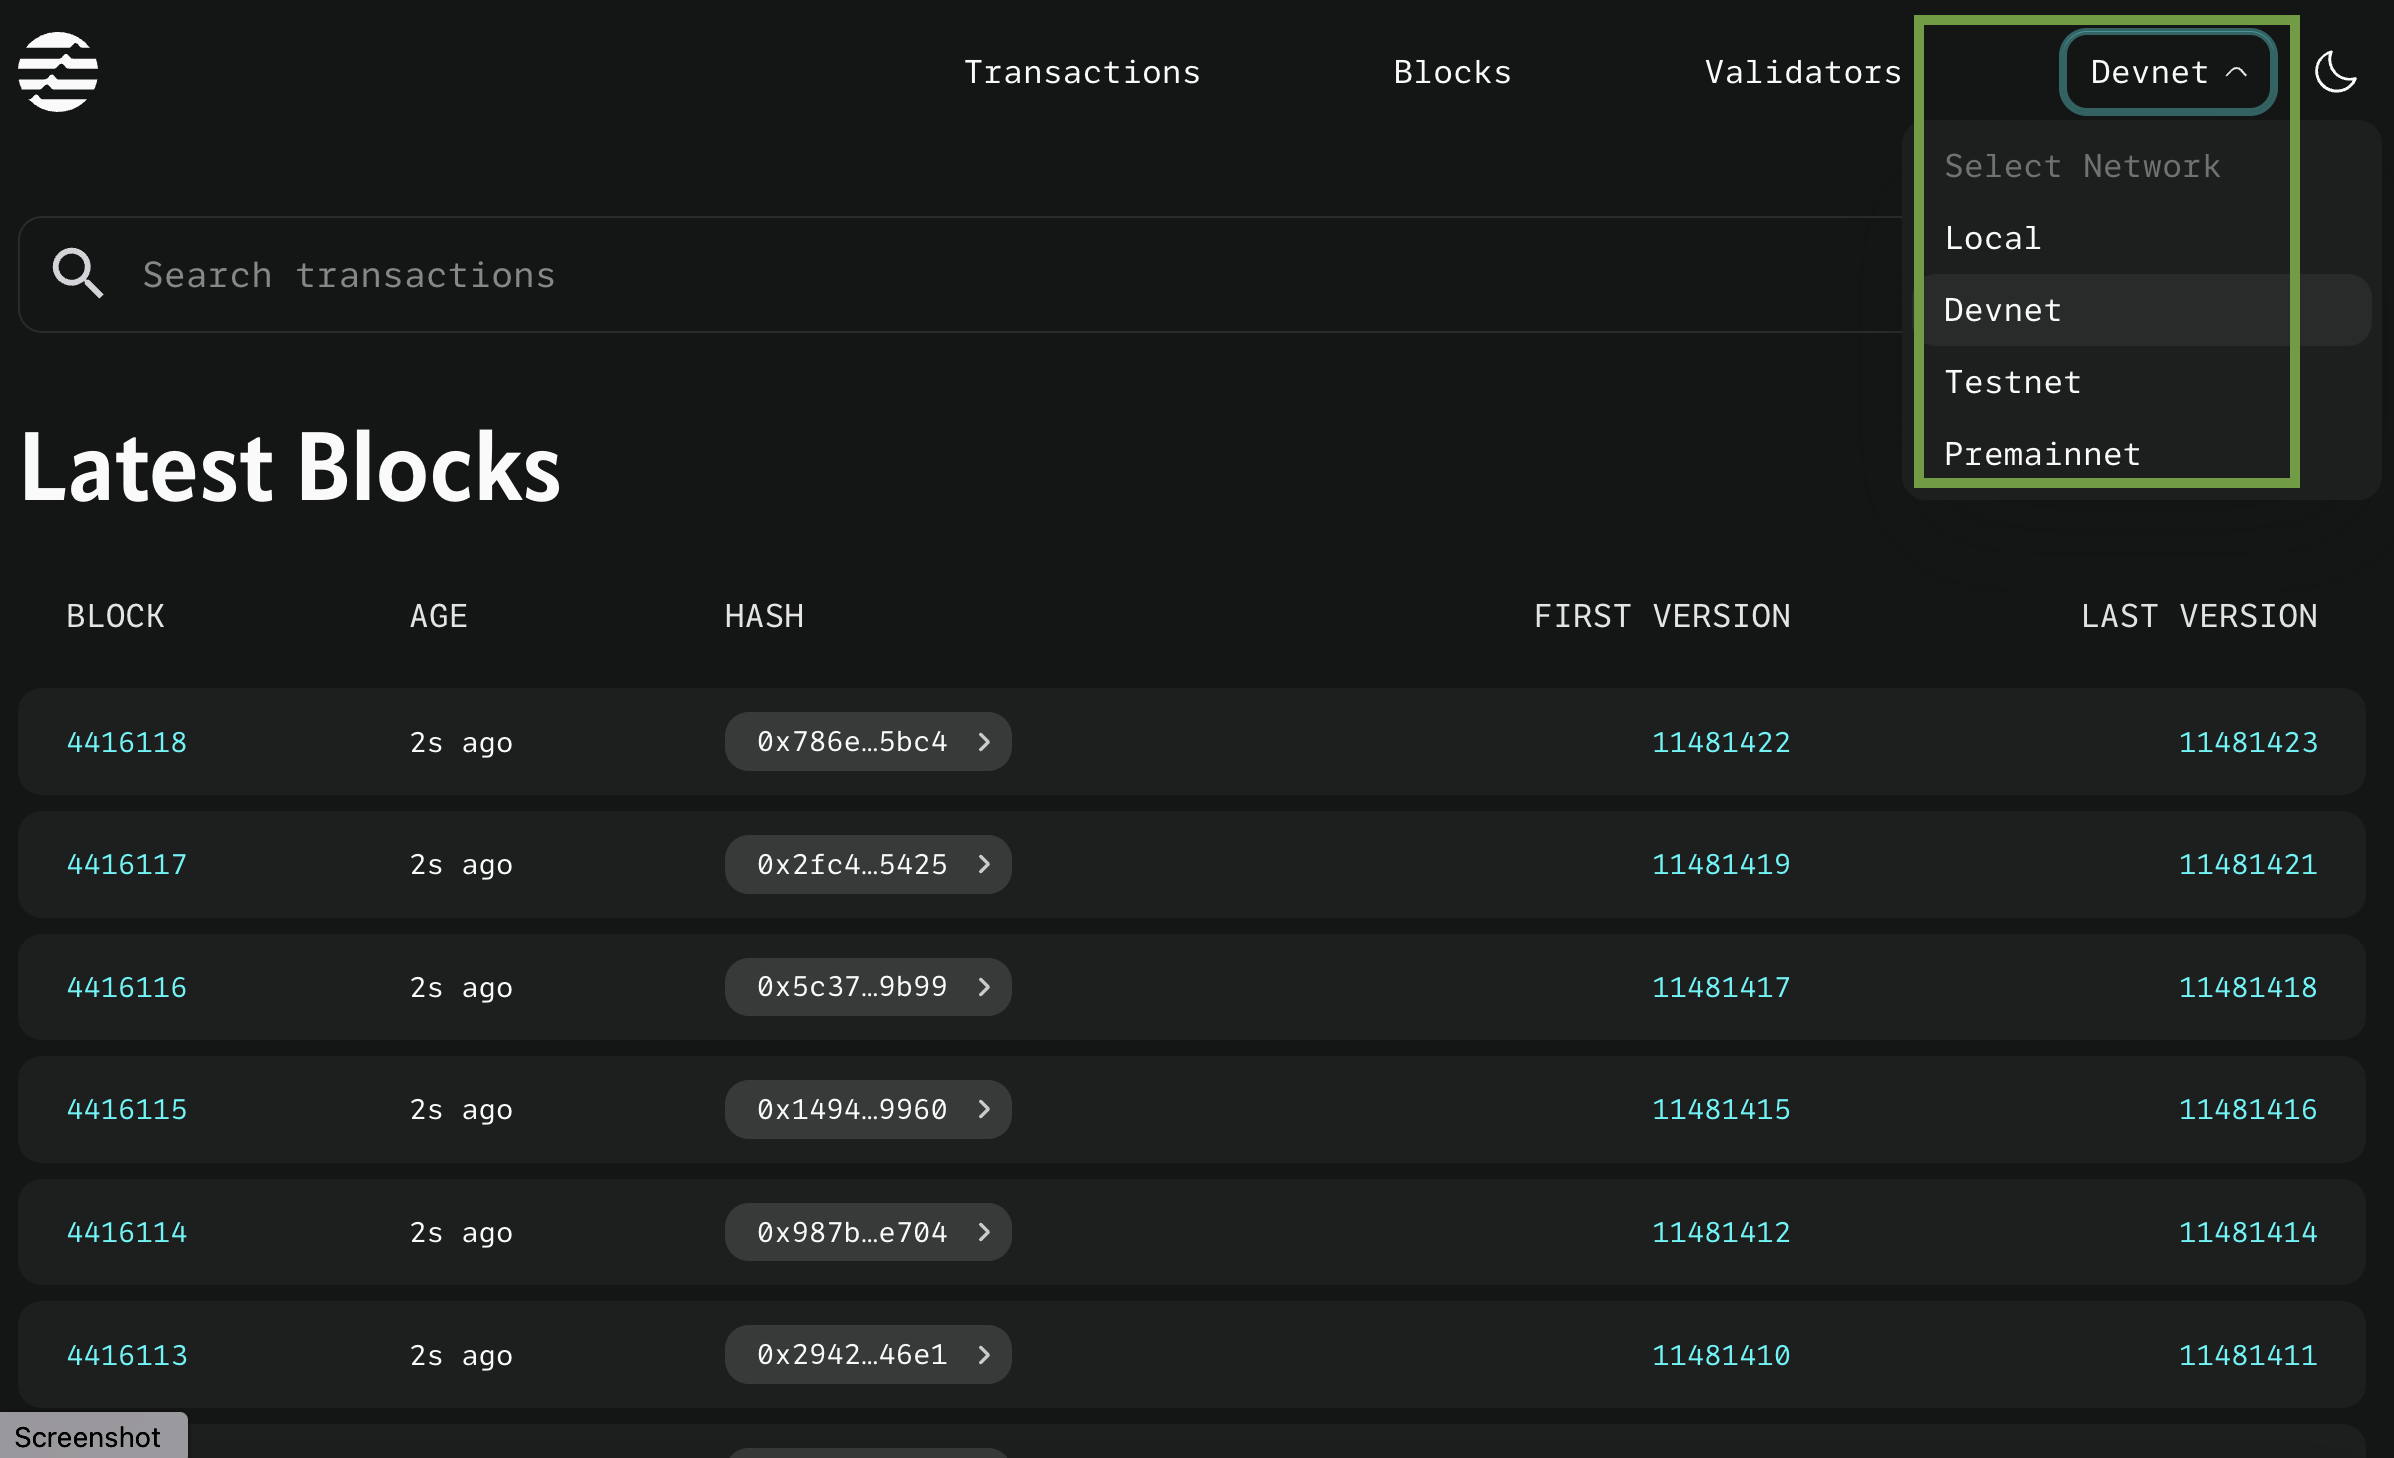 Transactions Blocks Validators Devnet
Select Network
Local
Search transactions
Devnet
Testnet
Premainnet
Latest Blocks
BLOCK AGE HASH FIRST VERSION LAST VERSION
4416118 2s ago 0x786e…5bc4 11481422 11481423
4416117 2s ago 0x2fc4…5425 11481419 11481421
4416116 2s ago 0x5c37…9b99 11481417 11481418
4416115 2s ago 0x1494…9960 11481415 11481416
4416114 2s ago 0x987b…e704 11481412 11481414
4416113 2s ago 0x2942…46e1 11481410 11481411
Screenshot